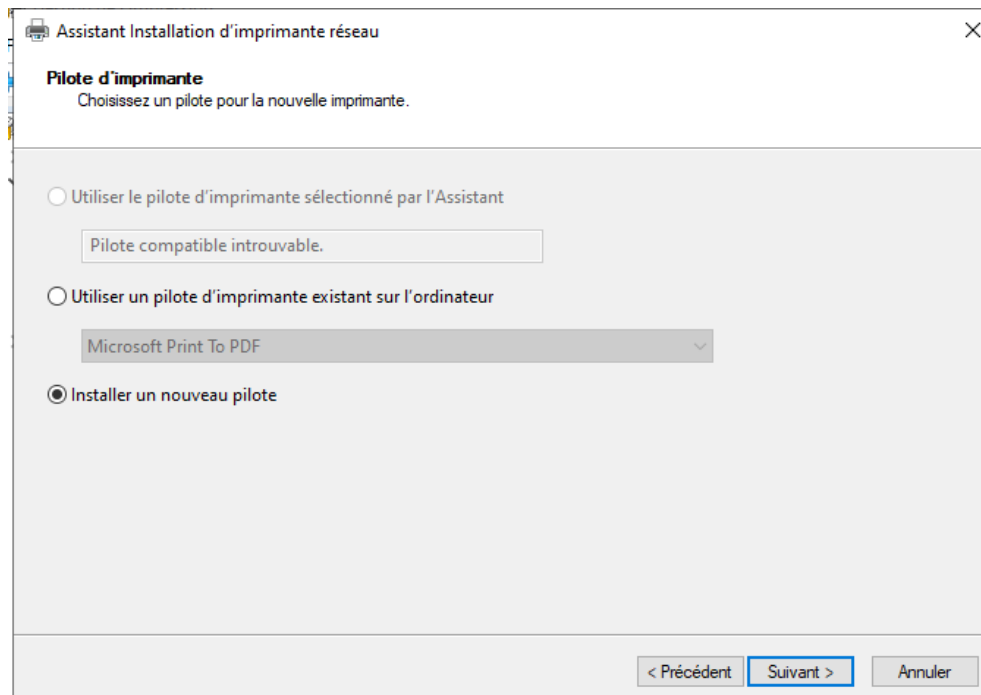 Assistant Installation d'imprimante réseau
Pilote d'imprimante
Choisissez un pilote pour la nouvelle imprimante.
Utiliser le pilote d'imprimante sélectionné par l'Assistant
Pilote compatible introuvable.
Utiliser un pilote d'imprimante existant sur l'ordinateur
Microsoft Print To PDF
Installer un nouveau pilote
< Précédent
Suivant >
Annuler